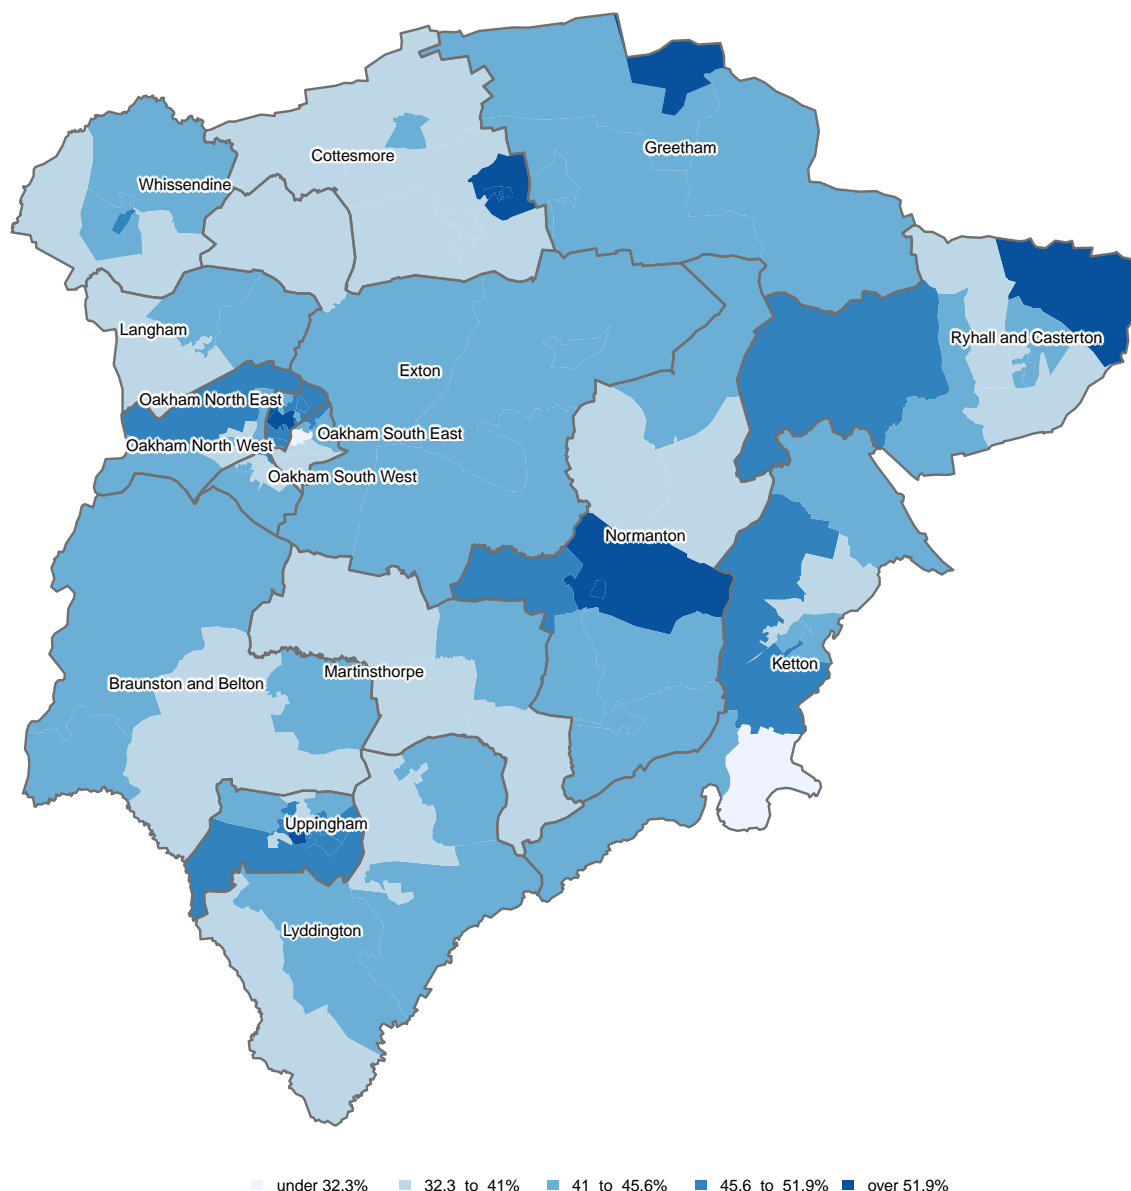 Greetham
Cottesmore
Whissendine
Langham
Ryhall and Casterton
Exton
Oakham North East
Oakham South East
Oakham North West
Oakham South West
Normanton
Ketton
Martinsthorpe
Braunston and Belton
Uppingham
Lyddington
under 32.3% 32.3 to 41% 41 to 45.6% 45.6 to 51.9% over 51.9%